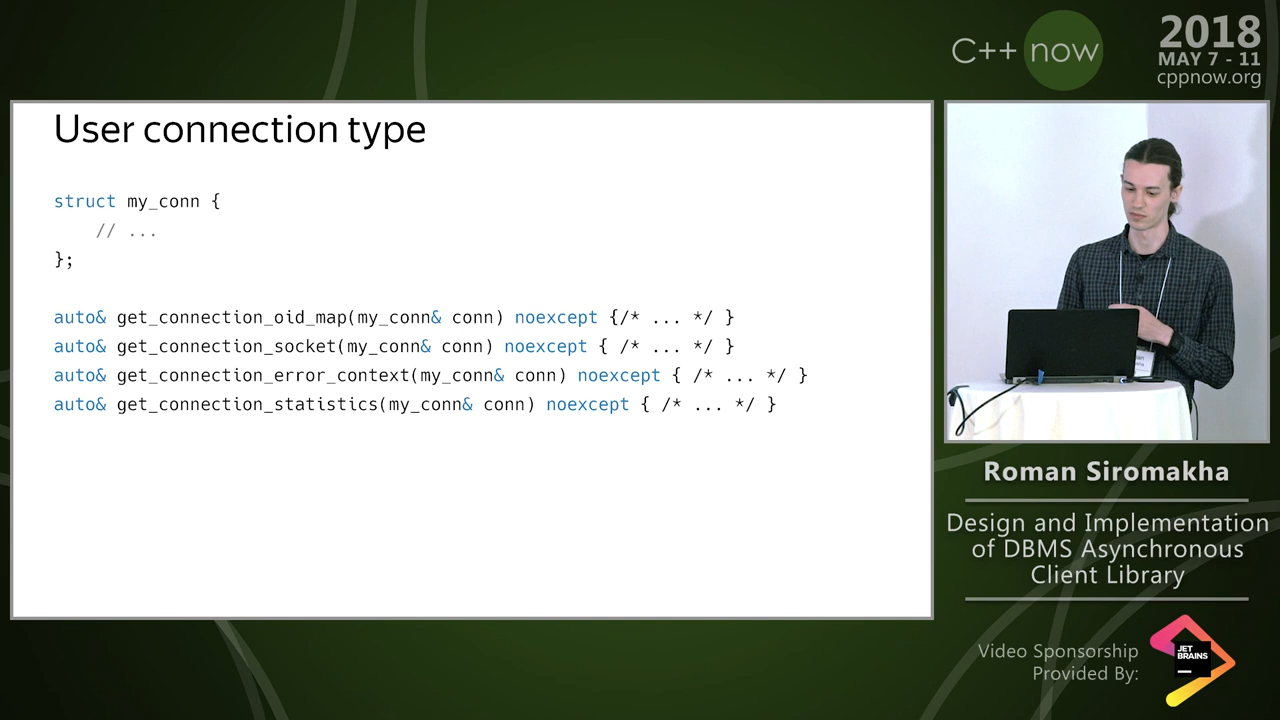 C++ now
2018
MAY 7 - 11
cppnow.org
User connection type
struct my_conn {
    // ...
};
auto& get_connection_oid_map(my_conn& conn) noexcept {/* ... */ }
auto& get_connection_socket(my_conn& conn) noexcept { /* ... */ }
auto& get_connection_error_context(my_conn& conn) noexcept { /* ... */ }
auto& get_connection_statistics(my_conn& conn) noexcept { /* ... */ }
Roman Siromakha
Design and Implementation
of DBMS Asynchronous
Client Library
Video Sponsorship
Provided By:
JET
BRAINS